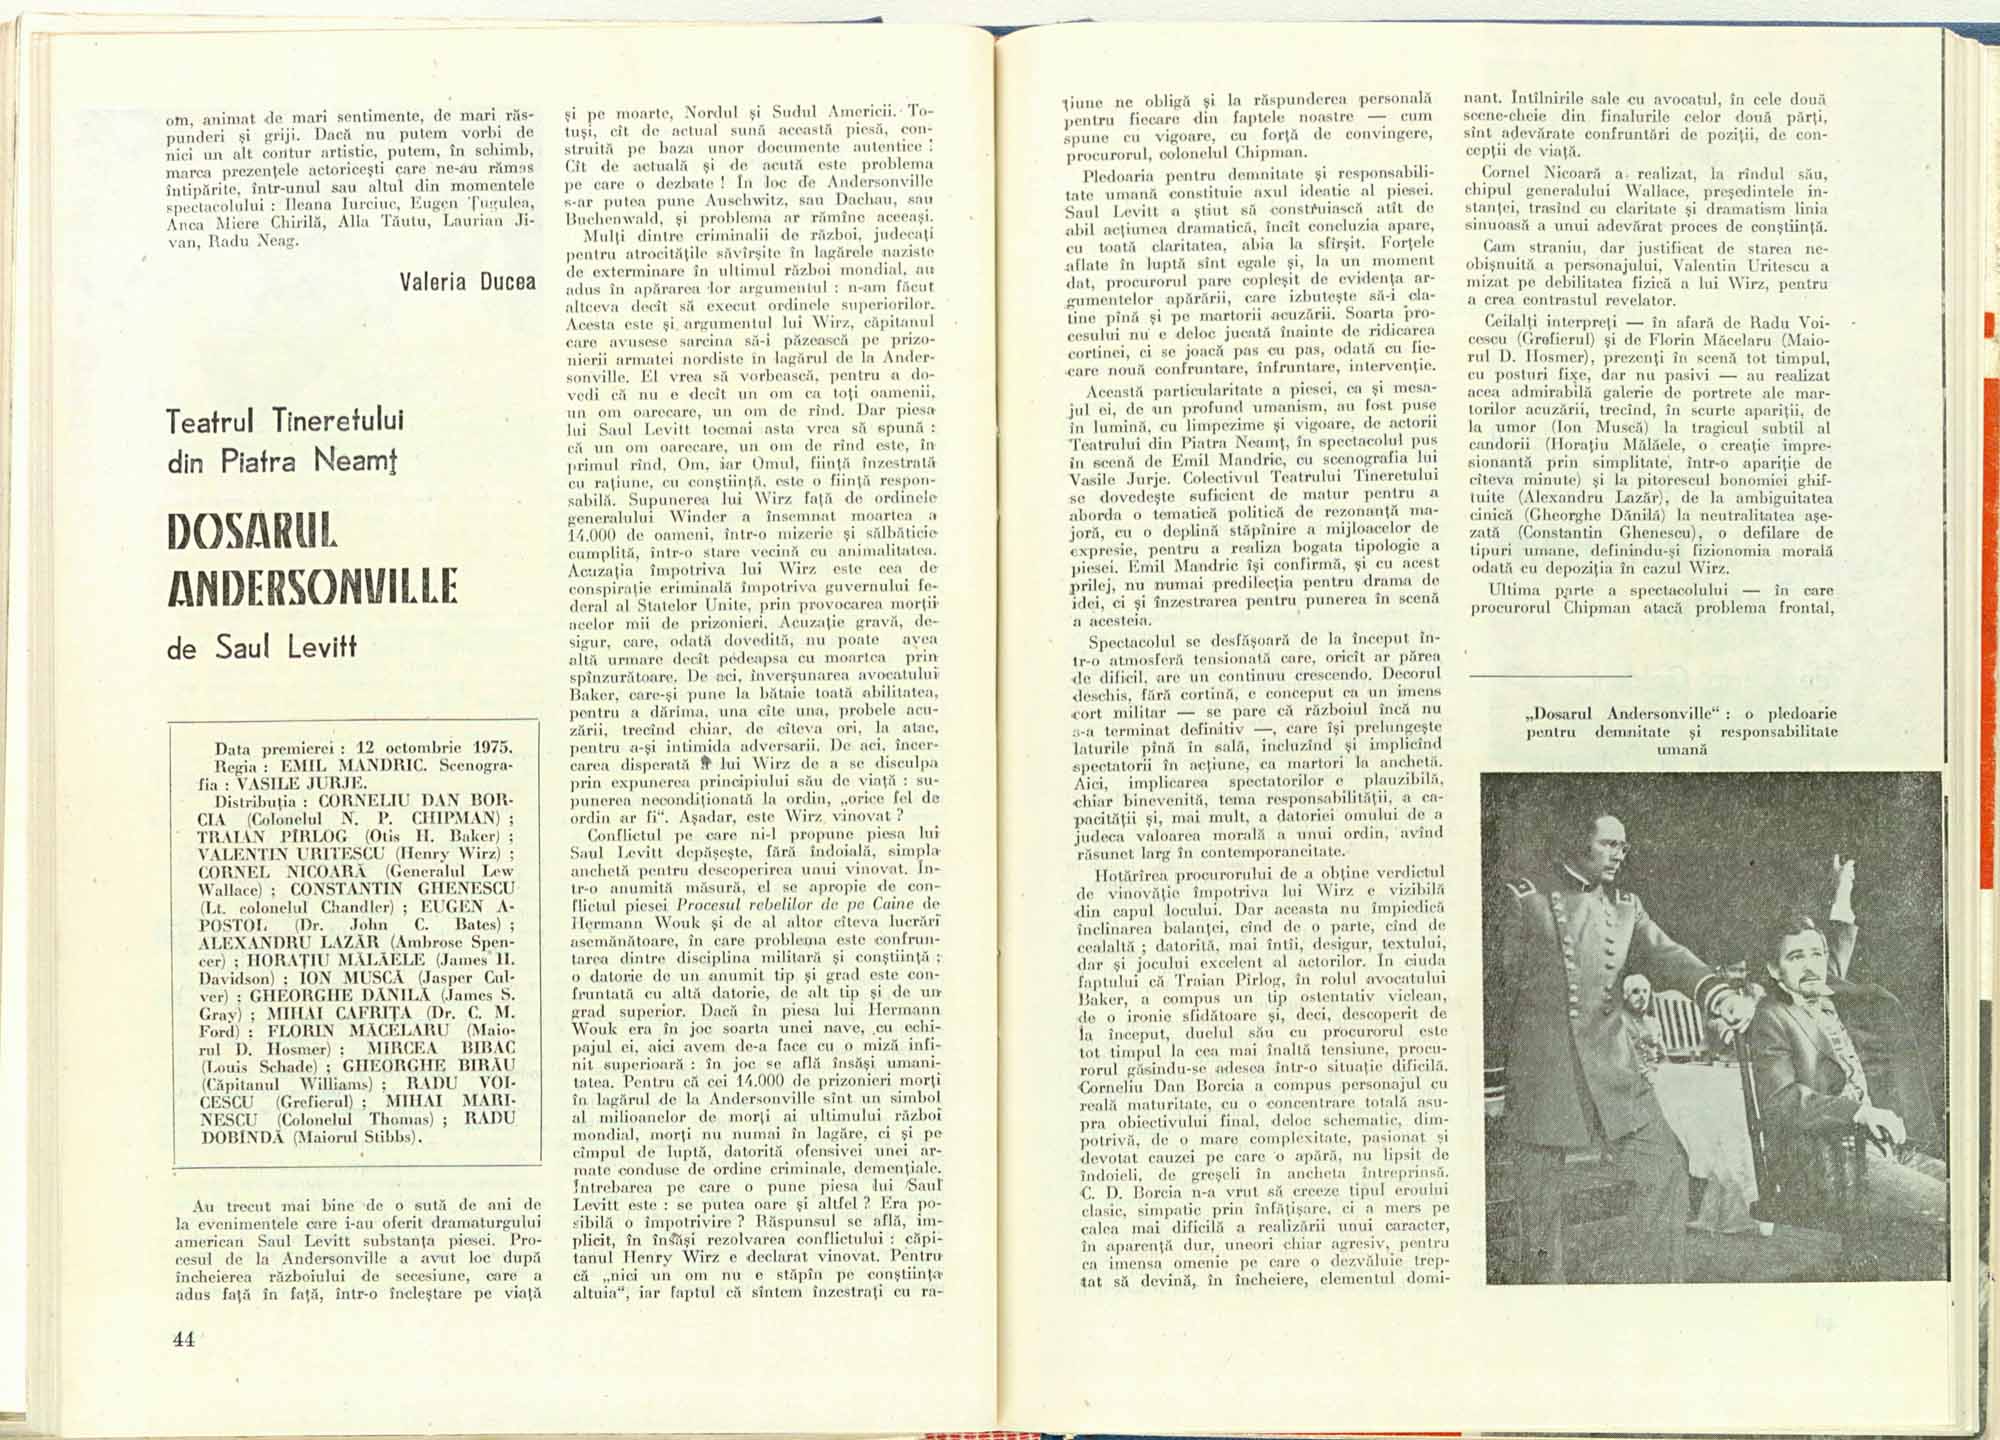 om, animat de mari sentimente, de mari răs-
punderi și griji. Dacă nu putem vorbi de
nici un alt contur artistic, putem, în schimb,
marca prezențele actoricești care ne-au rămas
întipărite, într-unul sau altul din momentele
spectacolului : Ileana Iurciuc, Eugen Țugulea,
Anca Miere Chirilă, Alla Tăutu, Laurian Ji-
van, Radu Neag.
Valeria Ducea
Teatrul Tineretului
din Piatra Neamț
DOSARUL
ANDERSONVILLE
de Saul Levitt
Data premierei : 12 octombrie 1975.
Regia : EMIL MANDRIC. Scenogra-
fia : VASILE JURJE.
Distribuția : CORNELIU DAN BOR-
CIA (Colonelul N. P. CHIPMAN) ;
TRAIAN PÎRLOG (Otis H. Baker) ;
VALENTIN URITESCU (Henry Wirz) ;
CORNEL NICOARĂ (Generalul Lew
Wallace) ; CONSTANTIN GHENESCU
(Lt. colonelul Chandler) ; EUGEN A-
POSTOL (Dr. John C. Bates) ;
ALEXANDRU LAZĂR (Ambrose Spen-
cer) ; HORAȚIU MĂLĂELE (James H.
Davidson) ; ION MUSCĂ (Jasper Cul-
ver) ; GHEORGHE DĂNILĂ (James S.
Gray) ; MIHAI CAFRIȚA (Dr. C. M.
Ford) ; FLORIN MĂCELARU (Maio-
rul D. Hosmer) ; MIRCEA BIBAC
(Louis Schade) ; GHEORGHE BIRĂU
(Căpitanul Williams) ; RADU VOI-
CESCU (Grefierul) ; MIHAI MARI-
NESCU (Colonelul Thomas) ; RADU
DOBÎNDĂ (Maiorul Stibbs).
Au trecut mai bine de o sută de ani de
la evenimentele care i-au oferit dramaturgului
american Saul Levitt substanța piesei. Pro-
cesul de la Andersonville a avut loc după
încheierea războiului de secesiune, care a
adus față în față, într-o încleștare pe viață
44
și pe moarte, Nordul și Sudul Americii. To-
tuși, cît de actual sună această piesă, con-
struită pe baza unor documente autentice !
Cît de actuală și de acută este problema
pe care o dezbate ! În loc de Andersonville
s-ar putea pune Auschwitz, sau Dachau, sau
Buchenwald, și problema ar rămîne aceeași.
Mulți dintre criminalii de război, judecați
pentru atrocitățile săvîrșite în lagărele naziste
de exterminare în ultimul război mondial, au
adus în apărarea lor argumentul : n-am făcut
altceva decît să execut ordinele superiorilor.
Acesta este și argumentul lui Wirz, căpitanul
care avusese sarcina să-i păzească pe prizo-
nierii armatei nordiste în lagărul de la Ander-
sonville. El vrea să vorbească, pentru a do-
vedi că nu e decît un om ca toți oamenii,
un om oarecare, un om de rînd. Dar piesa
lui Saul Levitt tocmai asta vrea să spună :
că un om oarecare, un om de rînd este, în
primul rînd, Om, iar Omul, ființă înzestrată
cu rațiune, cu conștiință, este o ființă respon-
sabilă. Supunerea lui Wirz față de ordinele
generalului Winder a însemnat moartea a
14.000 de oameni, într-o mizerie și sălbăticie
cumplită, într-o stare vecină cu animalitatea.
Acuzația împotriva lui Wirz este cea de
conspirație criminală împotriva guvernului fe-
deral al Statelor Unite, prin provocarea morții
acelor mii de prizonieri. Acuzație gravă, de-
sigur, care, odată dovedită, nu poate avea
altă urmare decît pedeapsa cu moartea prin
spînzurătoare. De aci, înverșunarea avocatului
Baker, care-și pune la bătaie toată abilitatea,
pentru a dărîma, una cîte una, probele acu-
zării, trecînd chiar, de cîteva ori, la atac,
pentru a-și intimida adversarii. De aci, încer-
carea disperată a lui Wirz de a se disculpa
prin expunerea principiului său de viață : su-
punerea necondiționată la ordin, „orice fel de
ordin ar fi“. Așadar, este Wirz vinovat ?
Conflictul pe care ni-l propune piesa lui
Saul Levitt depășește, fără îndoială, simpla
anchetă pentru descoperirea unui vinovat. În-
tr-o anumită măsură, el se apropie de con-
flictul piesei Procesul rebelilor de pe Caine de
Hermann Wouk și de al altor cîteva lucrări
asemănătoare, în care problema este confrun-
tarea dintre disciplina militară și conștiință ;
o datorie de un anumit tip și grad este con-
fruntată cu altă datorie, de alt tip și de un
grad superior. Dacă în piesa lui Hermann
Wouk era în joc soarta unei nave, cu echi-
pajul ei, aici avem de-a face cu o miză infi-
nit superioară : în joc se află însăși umani-
tatea. Pentru că cei 14.000 de prizonieri morți
în lagărul de la Andersonville sînt un simbol
al milioanelor de morți ai ultimului război
mondial, morți nu numai în lagăre, ci și pe
cîmpul de luptă, datorită ofensivei unei ar-
mate conduse de ordine criminale, demențiale.
Întrebarea pe care o pune piesa lui Saul
Levitt este : se putea oare și altfel ? Era po-
sibilă o împotrivire ? Răspunsul se află, im-
plicit, în însăși rezolvarea conflictului : căpi-
tanul Henry Wirz e declarat vinovat. Pentru
că „nici un om nu e stăpîn pe conștiința
altuia“, iar faptul că sîntem înzestrați cu ra-
țiune ne obligă și la răspunderea personală
pentru fiecare din faptele noastre — cum
spune cu vigoare, cu forță de convingere,
procurorul, colonelul Chipman.
Pledoaria pentru demnitate și responsabili-
tate umană constituie axul ideatic al piesei.
Saul Levitt a știut să construiască atît de
abil acțiunea dramatică, încît concluzia apare,
cu toată claritatea, abia la sfîrșit. Forțele
aflate în luptă sînt egale și, la un moment
dat, procurorul pare copleșit de evidența ar-
gumentelor apărării, care izbutește să-i cla-
tine pînă și pe martorii acuzării. Soarta pro-
cesului nu e deloc jucată înainte de ridicarea
cortinei, ci se joacă pas cu pas, odată cu fie-
care nouă confruntare, înfruntare, intervenție.
Această particularitate a piesei, ca și mesa-
jul ei, de un profund umanism, au fost puse
în lumină, cu limpezime și vigoare, de actorii
Teatrului din Piatra Neamț, în spectacolul pus
în scenă de Emil Mandric, cu scenografia lui
Vasile Jurje. Colectivul Teatrului Tineretului
se dovedește suficient de matur pentru a
aborda o tematică politică de rezonanță ma-
joră, cu o deplină stăpînire a mijloacelor de
expresie, pentru a realiza bogata tipologie a
piesei. Emil Mandric își confirmă, și cu acest
prilej, nu numai predilecția pentru drama de
idei, ci și înzestrarea pentru punerea în scenă
a acesteia.
Spectacolul se desfășoară de la început în-
tr-o atmosferă tensionată care, oricît ar părea
de dificil, are un continuu crescendo. Decorul
deschis, fără cortină, e conceput ca un imens
cort militar — se pare că războiul încă nu
s-a terminat definitiv —, care își prelungește
laturile pînă în sală, incluzînd și implicînd
spectatorii în acțiune, ca martori la anchetă.
Aici, implicarea spectatorilor e plauzibilă,
chiar binevenită, tema responsabilității, a ca-
pacității și, mai mult, a datoriei omului de a
judeca valoarea morală a unui ordin, avînd
răsunet larg în contemporaneitate.
Hotărîrea procurorului de a obține verdictul
de vinovăție împotriva lui Wirz e vizibilă
din capul locului. Dar aceasta nu împiedică
înclinarea balanței, cînd de o parte, cînd de
cealaltă ; datorită, mai întîi, desigur, textului,
dar și jocului excelent al actorilor. În ciuda
faptului că Traian Pîrlog, în rolul avocatului
Baker, a compus un tip ostentativ viclean,
de o ironie sfidătoare și, deci, descoperit de
la început, duelul său cu procurorul este
tot timpul la cea mai înaltă tensiune, procu-
rorul găsindu-se adesea într-o situație dificilă.
Corneliu Dan Borcia a compus personajul cu
reală maturitate, cu o concentrare totală asu-
pra obiectivului final, deloc schematic, dim-
potrivă, de o mare complexitate, pasionat și
devotat cauzei pe care o apără, nu lipsit de
îndoieli, de greșeli în ancheta întreprinsă.
C. D. Borcia n-a vrut să creeze tipul eroului
clasic, simpatic prin înfățișare, ci a mers pe
calea mai dificilă a realizării unui caracter,
în aparență dur, uneori chiar agresiv, pentru
ca imensa omenie pe care o dezvăluie trep-
tat să devină, în încheiere, elementul domi-
nant. Întîlnirile sale cu avocatul, în cele două
scene-cheie din finalurile celor două părți,
sînt adevărate confruntări de poziții, de con-
cepții de viață.
Cornel Nicoară a realizat, la rîndul său,
chipul generalului Wallace, președintele in-
stanței, trasînd cu claritate și dramatism linia
sinuoasă a unui adevărat proces de conștiință.
Cam straniu, dar justificat de starea ne-
obișnuită a personajului, Valentin Uritescu a
mizat pe debilitatea fizică a lui Wirz, pentru
a crea contrastul revelator.
Ceilalți interpreți — în afară de Radu Voi-
cescu (Grefierul) și de Florin Măcelaru (Maio-
rul D. Hosmer), prezenți în scenă tot timpul,
cu posturi fixe, dar nu pasivi — au realizat
acea admirabilă galerie de portrete ale mar-
torilor acuzării, trecînd, în scurte apariții, de
la umor (Ion Muscă) la tragicul subtil al
candorii (Horațiu Mălăele, o creație impre-
sionantă prin simplitate, într-o apariție de
cîteva minute) și la pitorescul bonomiei ghif-
tuite (Alexandru Lazăr), de la ambiguitatea
cinică (Gheorghe Dănilă) la neutralitatea așe-
zată (Constantin Ghenescu), o defilare de
tipuri umane, definindu-și fizionomia morală
odată cu depoziția în cazul Wirz.
Ultima parte a spectacolului — în care
procurorul Chipman atacă problema frontal,
„Dosarul Andersonville“ : o pledoarie
pentru demnitate și responsabilitate
umană